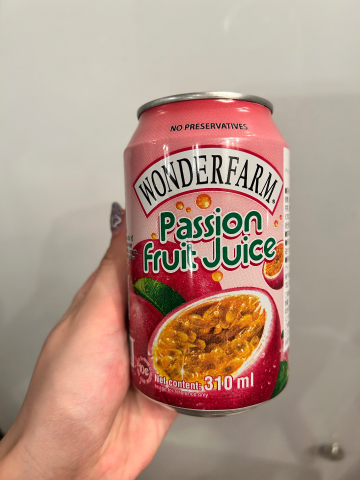 NO PRESERVATIVES
WONDERFARM®
Passion
Fruit Juice
Net content: 310 ml